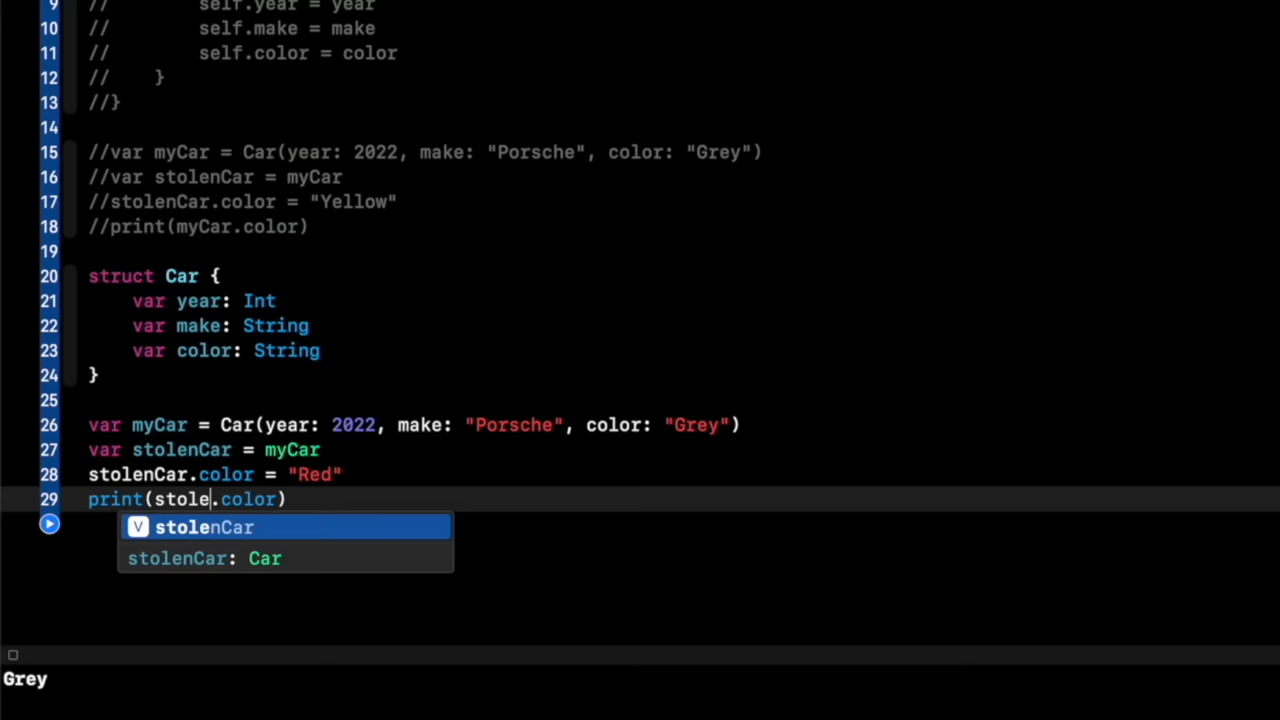 9 //        self.year = year
10 //        self.make = make
11 //        self.color = color
12 //    }
13 //}
14
15 //var myCar = Car(year: 2022, make: "Porsche", color: "Grey")
16 //var stolenCar = myCar
17 //stolenCar.color = "Yellow"
18 //print(myCar.color)
19
20 struct Car {
21     var year: Int
22     var make: String
23     var color: String
24 }
25
26 var myCar = Car(year: 2022, make: "Porsche", color: "Grey")
27 var stolenCar = myCar
28 stolenCar.color = "Red"
29 print(stole.color)
V stolenCar
stolenCar: Car
Grey